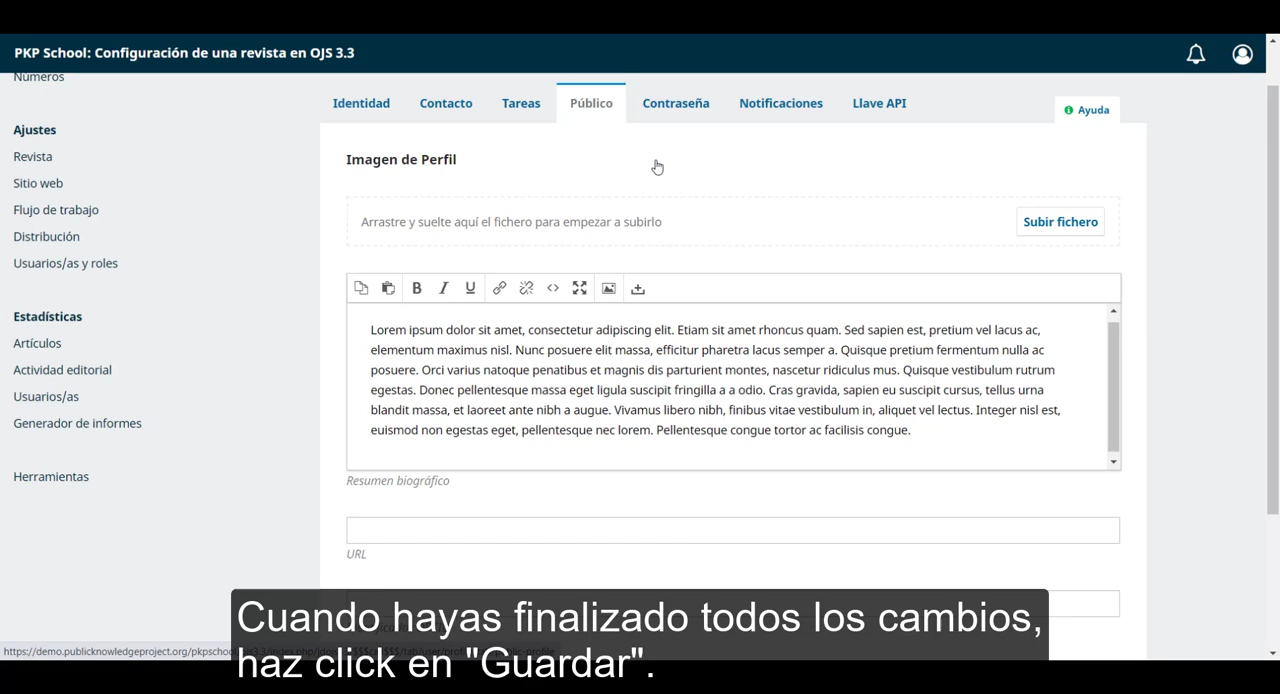 PKP School: Configuración de una revista en OJS 3.3
Números
Ajustes
Revista
Sitio web
Flujo de trabajo
Distribución
Usuarios/as y roles
Estadísticas
Artículos
Actividad editorial
Usuarios/as
Generador de informes
Herramientas
Identidad
Contacto
Tareas
Público
Contraseña
Notificaciones
Llave API
Ayuda
Imagen de Perfil
Arrastre y suelte aquí el fichero para empezar a subirlo
Subir fichero
Lorem ipsum dolor sit amet, consectetur adipiscing elit. Etiam sit amet rhoncus quam. Sed sapien est, pretium vel lacus ac,
elementum maximus nisl. Nunc posuere elit massa, efficitur pharetra lacus semper a. Quisque pretium fermentum nulla ac
posuere. Orci varius natoque penatibus et magnis dis parturient montes, nascetur ridiculus mus. Quisque vestibulum rutrum
egestas. Donec pellentesque massa eget ligula suscipit fringilla a a odio. Cras gravida, sapien eu suscipit cursus, tellus urna
blandit massa, et laoreet ante nibh a augue. Vivamus libero nibh, finibus vitae vestibulum in, aliquet vel lectus. Integer nisl est,
euismod non egestas eget, pellentesque nec lorem. Pellentesque congue tortor ac facilisis congue.
Resumen biográfico
URL
Cuando hayas finalizado todos los cambios,
haz click en "Guardar".